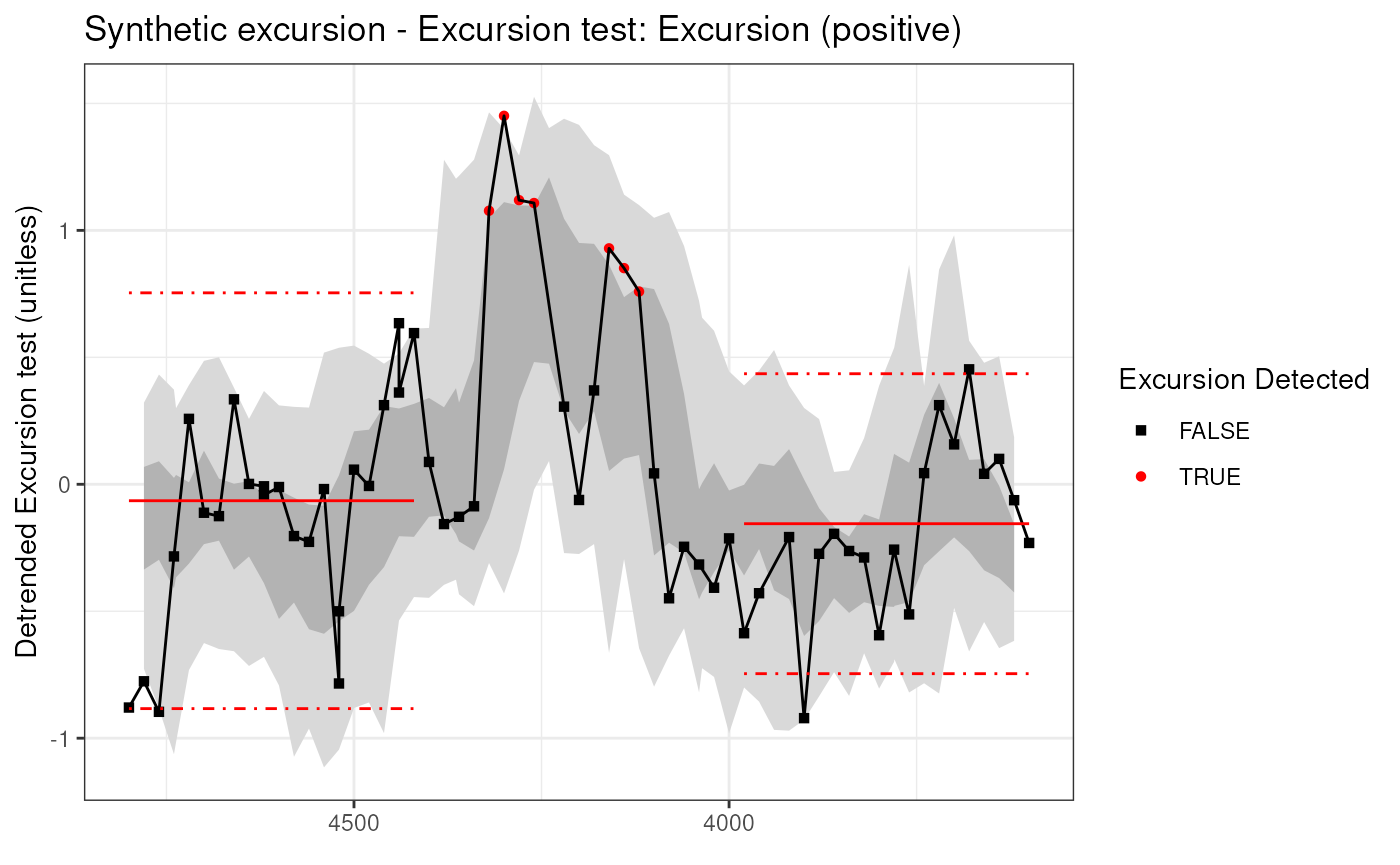 Synthetic excursion - Excursion test: Excursion (positive)
Detrended Excursion test (unitless)
1
0
-1
4500
4000
Excursion Detected
FALSE
TRUE